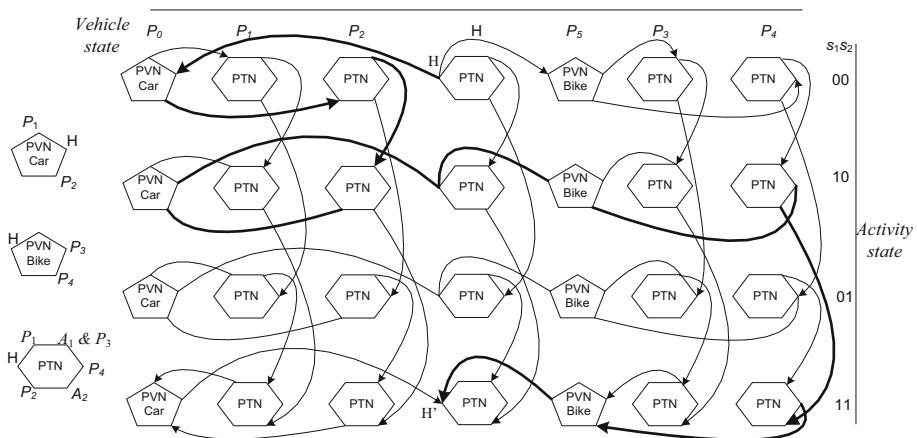 Vehicle state
P0 P1 P2 H H P5 P3 P4 s1s2
PVN Car PTN PTN H PTN PVN Bike PTN PTN 00
P1
PVN Car
H
P2
PVN Car PTN PTN PTN PVN Bike PTN PTN 10
H
PVN Bike
P3
P4
Activity state
PVN Car PTN PTN PTN PVN Bike PTN PTN 01
P1 A1 & P3
H PTN P4
P2 A2
PVN Car PTN PTN H' PTN PVN Bike PTN PTN 11